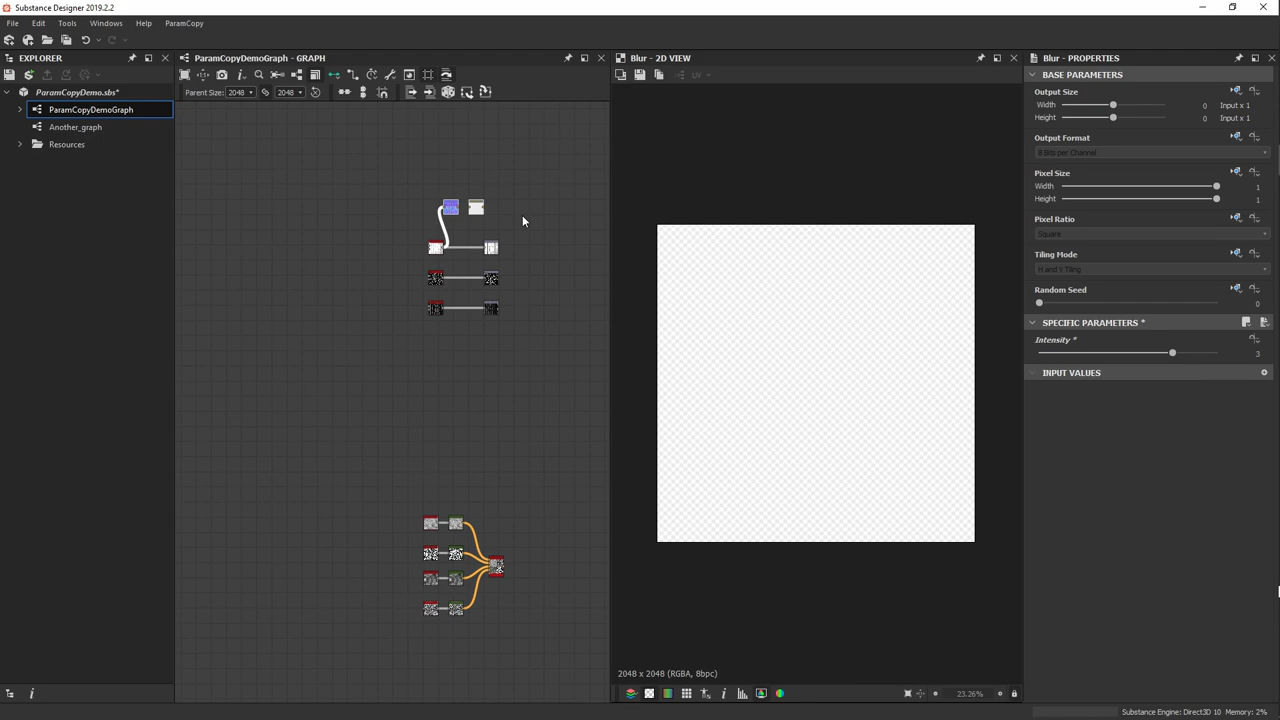 Substance Designer 2019.2.2
File Edit Tools Windows Help ParamCopy
EXPLORER
ParamCopyDemo.sbs*
ParamCopyDemoGraph
Another_graph
Resources
ParamCopyDemoGraph - GRAPH
Parent Size: 2048 2048
Blur - 2D VIEW
UV
2048 x 2048 (RGBA, 8bpc)
23.26%
Blur - PROPERTIES
BASE PARAMETERS
Output Size
Width 0 Input x 1
Height 0 Input x 1
Output Format
8 Bits per Channel
Pixel Size
Width 1
Height 1
Pixel Ratio
Square
Tiling Mode
H and V Tiling
Random Seed
0
SPECIFIC PARAMETERS *
Intensity *
3
INPUT VALUES
Substance Engine: Direct3D 10 Memory: 2%